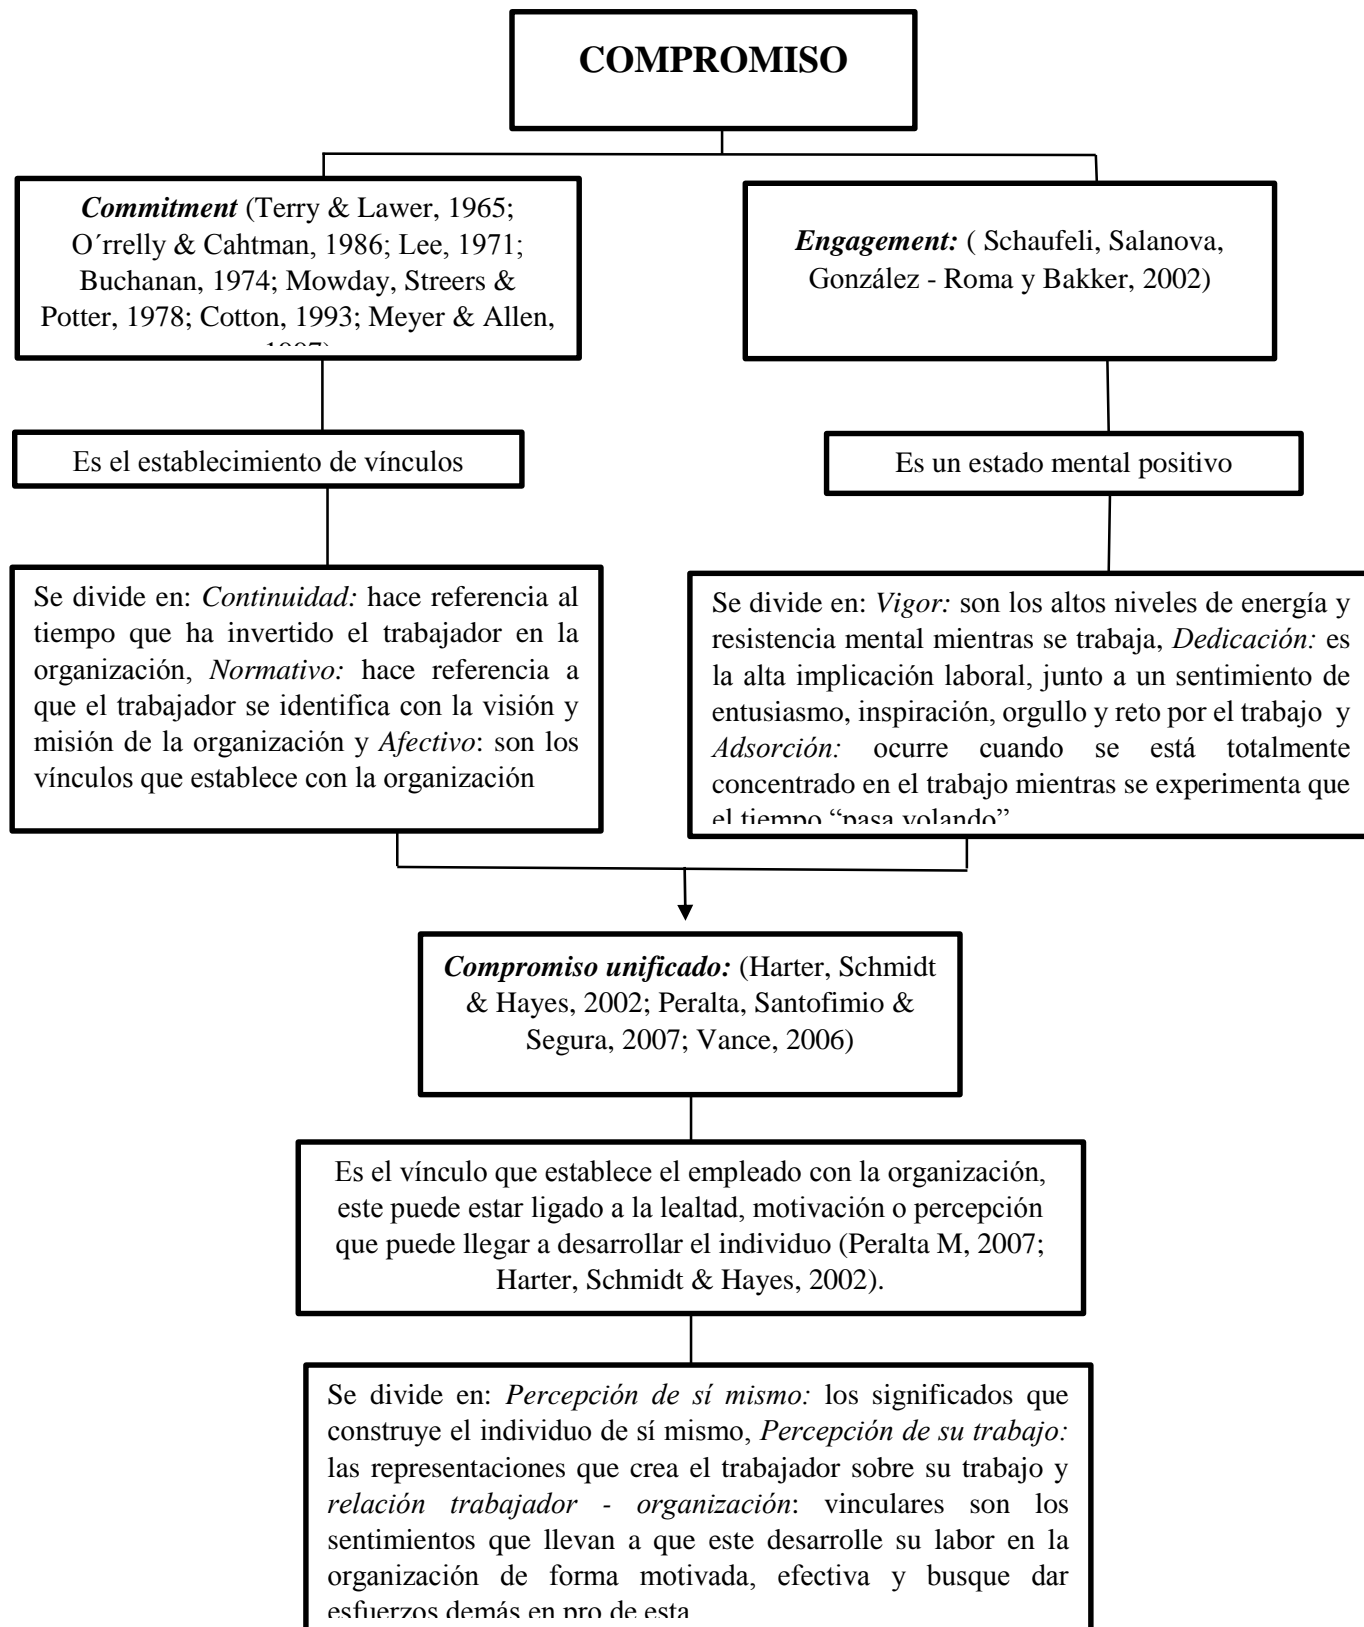 COMPROMISO
Commitment (Terry & Lawer, 1965;
O´rrelly & Cahtman, 1986; Lee, 1971;
Buchanan, 1974; Mowday, Streers &
Potter, 1978; Cotton, 1993; Meyer & Allen,
Engagement: ( Schaufeli, Salanova,
González - Roma y Bakker, 2002)
Es el establecimiento de vínculos
Es un estado mental positivo
Se divide en: Continuidad: hace referencia al
tiempo que ha invertido el trabajador en la
organización, Normativo: hace referencia a
que el trabajador se identifica con la visión y
misión de la organización y Afectivo: son los
vínculos que establece con la organización
Se divide en: Vigor: son los altos niveles de energía y
resistencia mental mientras se trabaja, Dedicación: es
la alta implicación laboral, junto a un sentimiento de
entusiasmo, inspiración, orgullo y reto por el trabajo y
Adsorción: ocurre cuando se está totalmente
concentrado en el trabajo mientras se experimenta que
el tiempo “pasa volando”
Compromiso unificado: (Harter, Schmidt
& Hayes, 2002; Peralta, Santofimio &
Segura, 2007; Vance, 2006)
Es el vínculo que establece el empleado con la organización,
este puede estar ligado a la lealtad, motivación o percepción
que puede llegar a desarrollar el individuo (Peralta M, 2007;
Harter, Schmidt & Hayes, 2002).
Se divide en: Percepción de sí mismo: los significados que
construye el individuo de sí mismo, Percepción de su trabajo:
las representaciones que crea el trabajador sobre su trabajo y
relación trabajador - organización: vinculares son los
sentimientos que llevan a que este desarrolle su labor en la
organización de forma motivada, efectiva y busque dar
esfuerzos demás en pro de esta